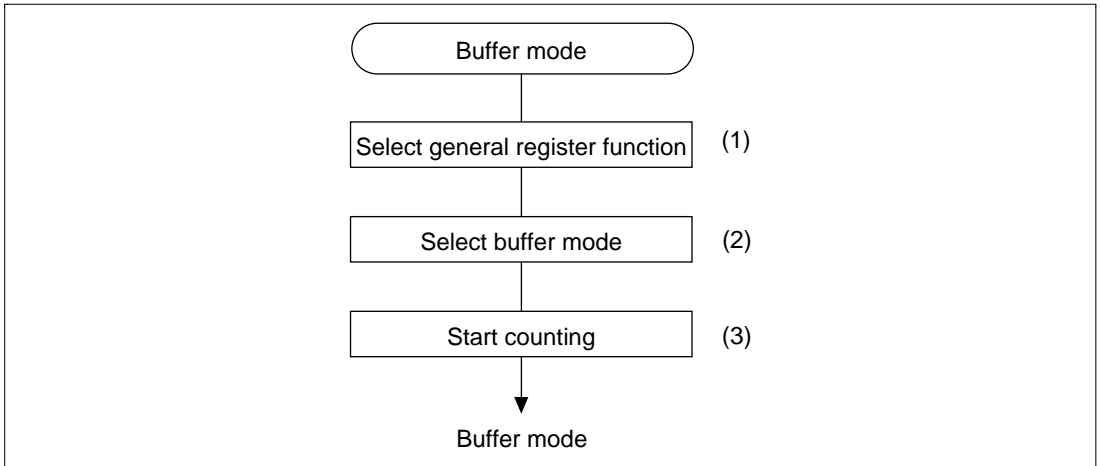 Buffer mode
Select general register function (1)
Select buffer mode (2)
Start counting (3)
Buffer mode